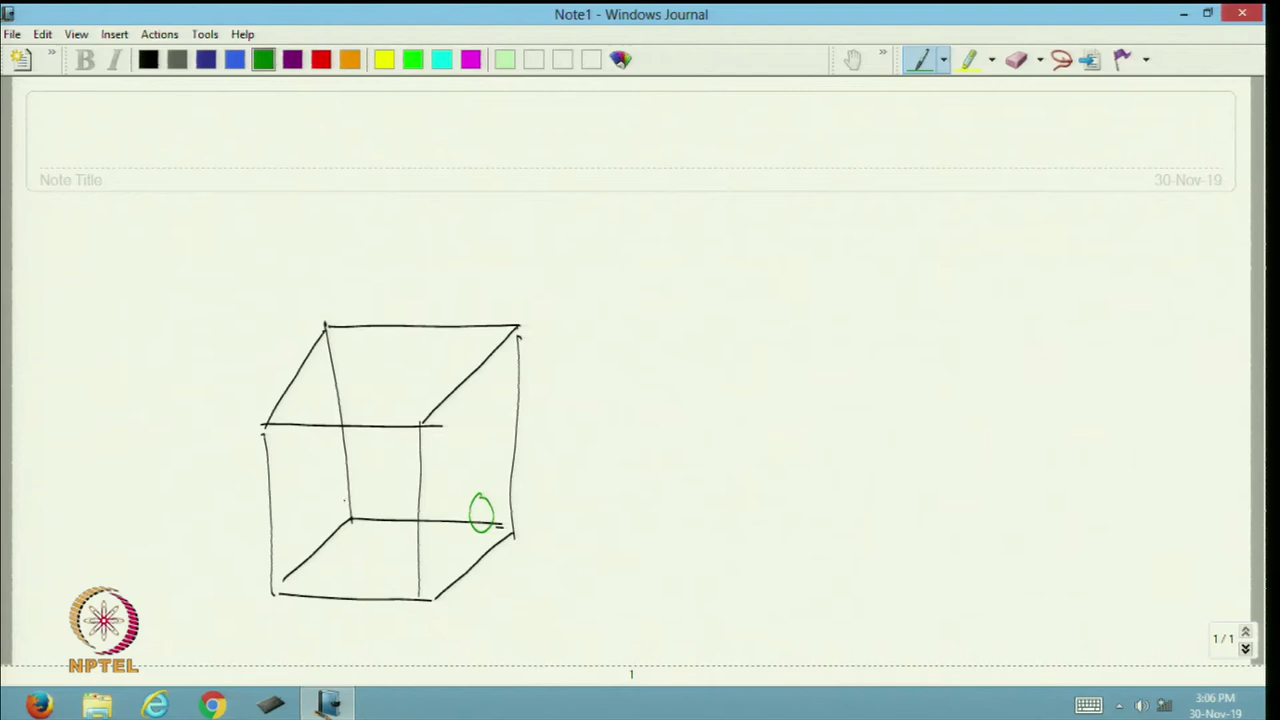 Note1 - Windows Journal
File Edit View Insert Actions Tools Help
B I
Note Title
30-Nov-19
NPTEL
1 / 1
1
3:06 PM
30-Nov-19